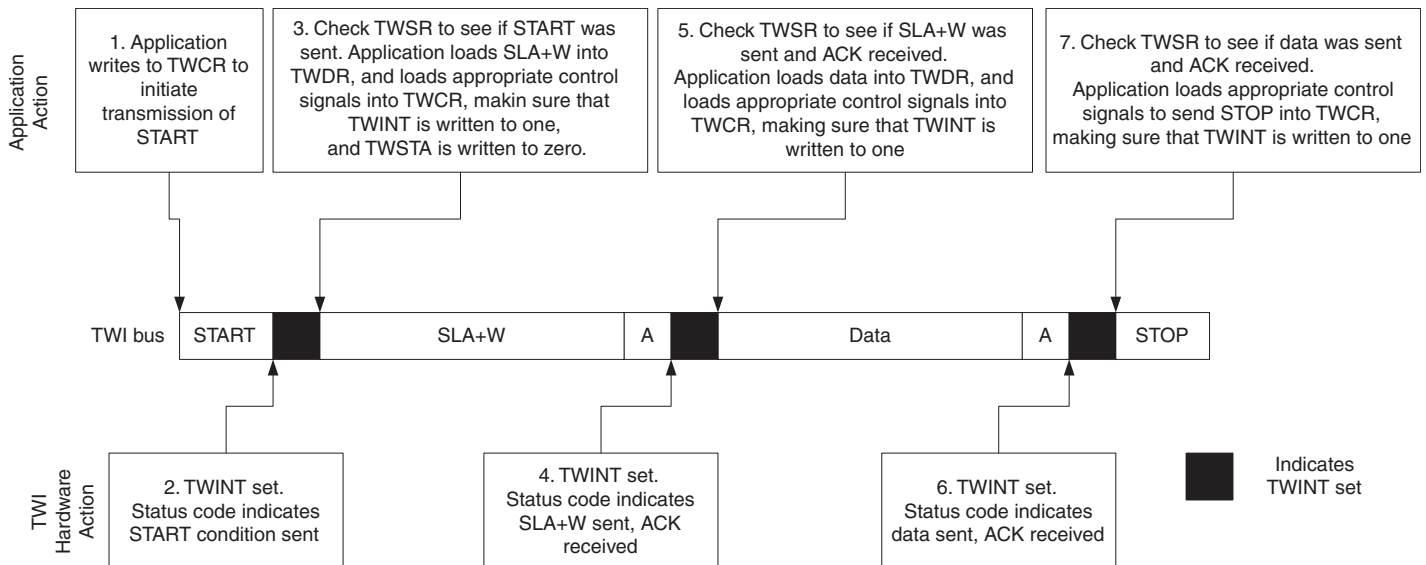 Application
Action
1. Application
writes to TWCR to
initiate
transmission of
START
3. Check TWSR to see if START was
sent. Application loads SLA+W into
TWDR, and loads appropriate control
signals into TWCR, makin sure that
TWINT is written to one,
and TWSTA is written to zero.
5. Check TWSR to see if SLA+W was
sent and ACK received.
Application loads data into TWDR, and
loads appropriate control signals into
TWCR, making sure that TWINT is
written to one
7. Check TWSR to see if data was sent
and ACK received.
Application loads appropriate control
signals to send STOP into TWCR,
making sure that TWINT is written to one
TWI bus
START
SLA+W
A
Data
A
STOP
TWI
Hardware
Action
2. TWINT set.
Status code indicates
START condition sent
4. TWINT set.
Status code indicates
SLA+W sent, ACK
received
6. TWINT set.
Status code indicates
data sent, ACK received
Indicates
TWINT set